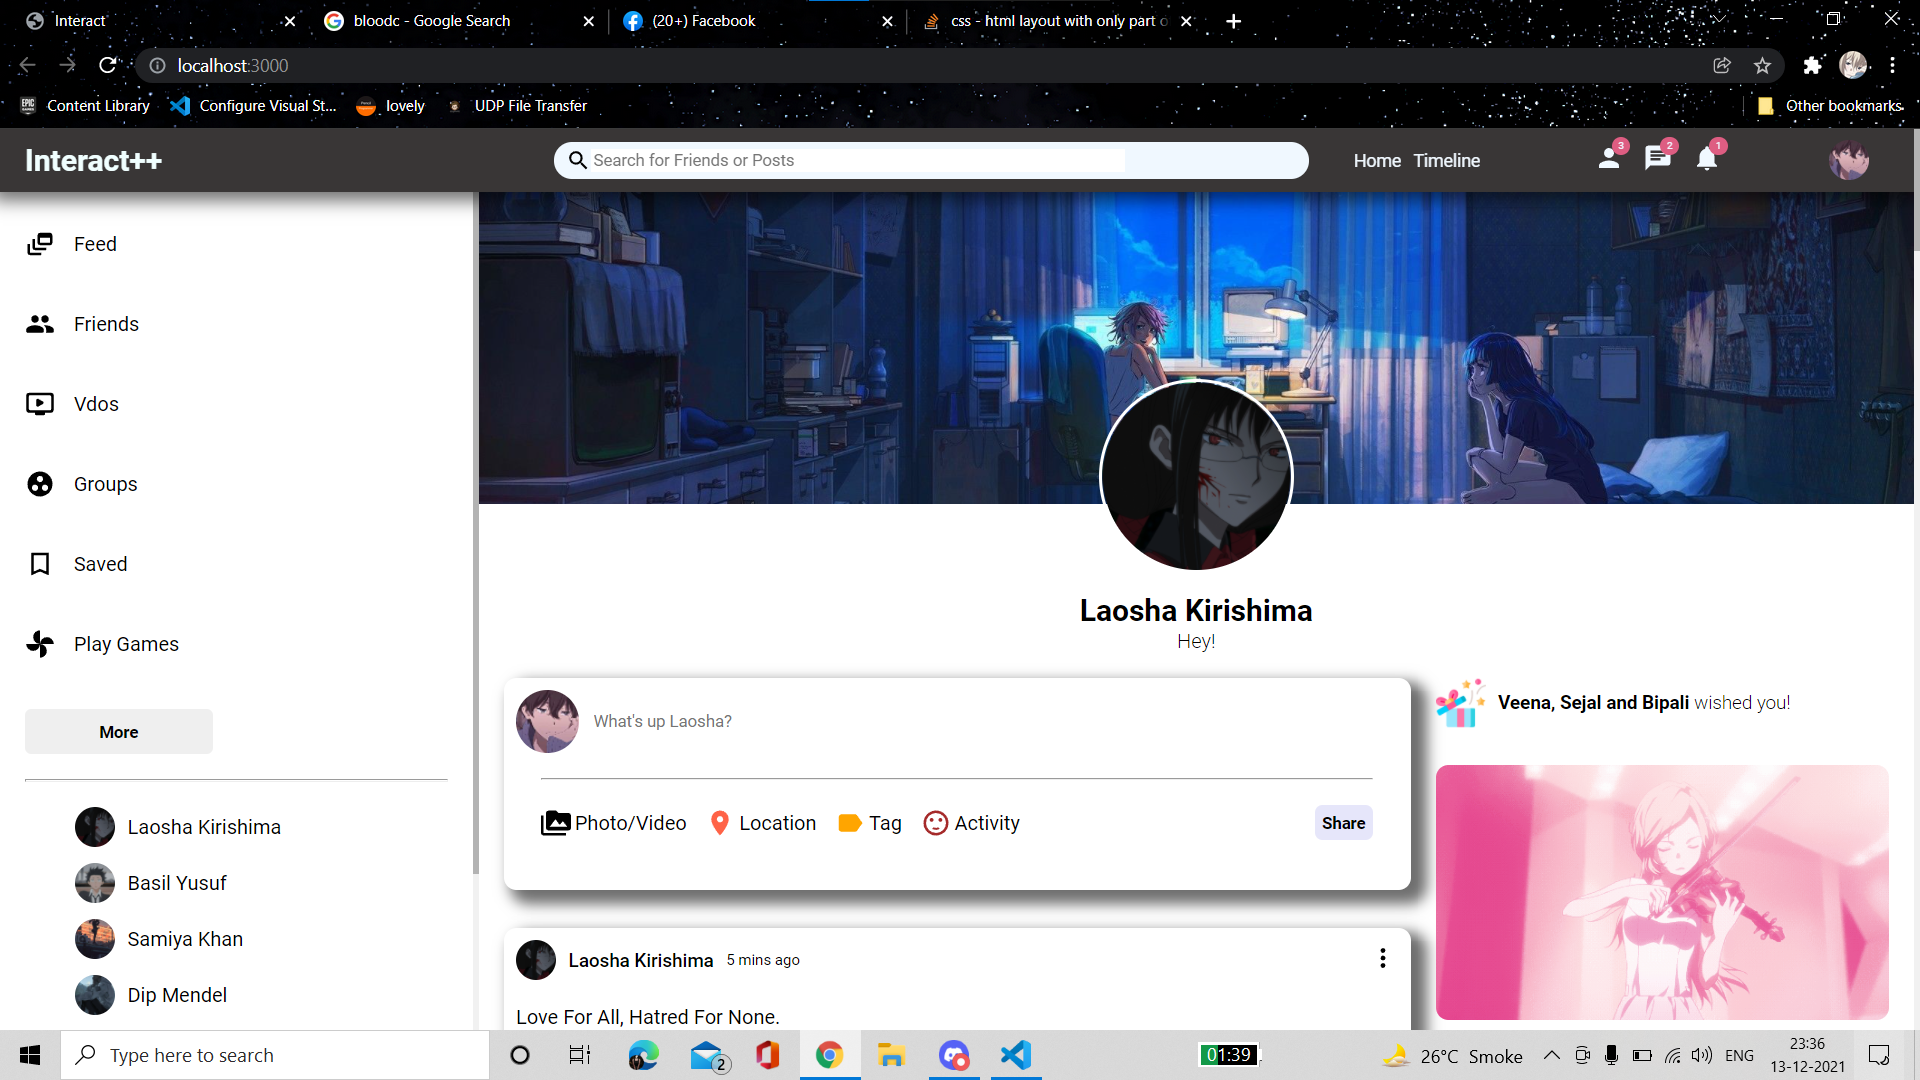 Interact
bloodc - Google Search
(20+) Facebook
css - html layout with only part o
localhost:3000
EPIC GAMES
Content Library
Configure Visual St...
lovely
UDP File Transfer
Other bookmarks
Interact++
Search for Friends or Posts
Home Timeline
3
2
1
Feed
Friends
Vdos
Groups
Saved
Play Games
More
Laosha Kirishima
Basil Yusuf
Samiya Khan
Dip Mendel
Laosha Kirishima
Hey!
What's up Laosha?
Photo/Video
Location
Tag
Activity
Share
Veena, Sejal and Bipali wished you!
Laosha Kirishima 5 mins ago
Love For All, Hatred For None.
Type here to search
2
01:39
26°C Smoke
ENG
23:36
13-12-2021